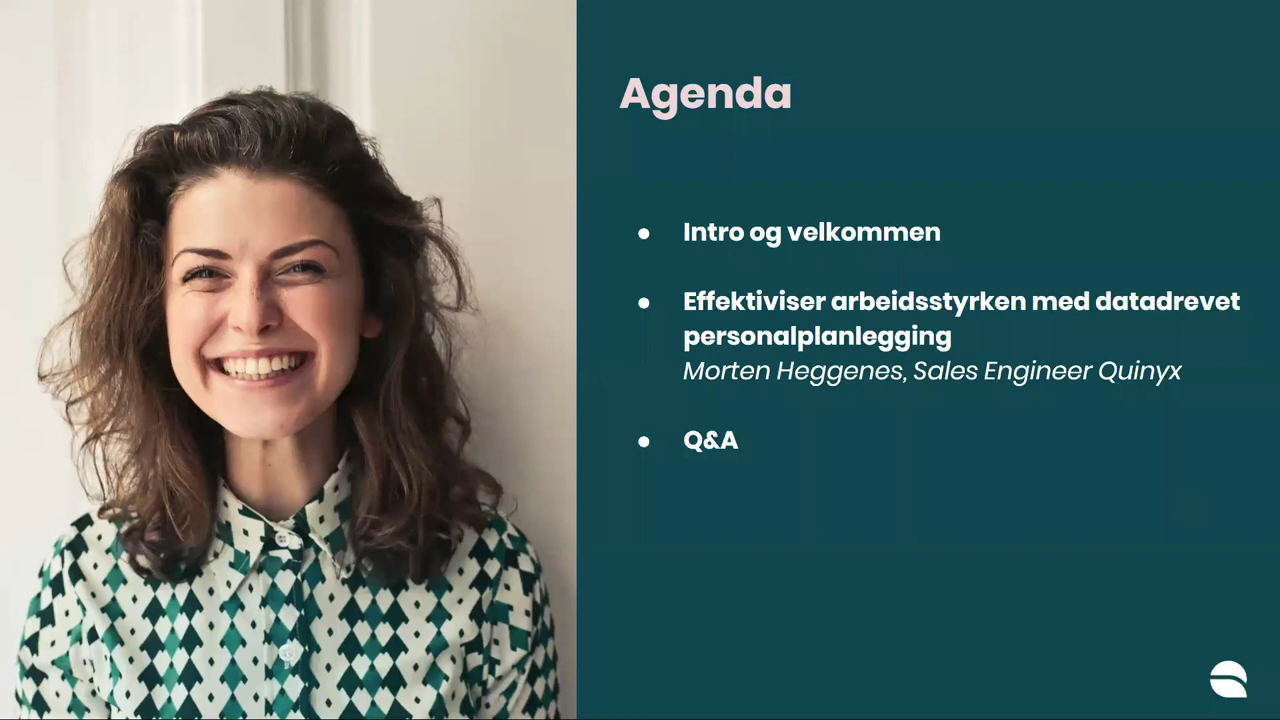 Agenda
● Intro og velkommen
● Effektiviser arbeidsstyrken med datadrevet
personalplanlegging
Morten Heggenes, Sales Engineer Quinyx
● Q&A